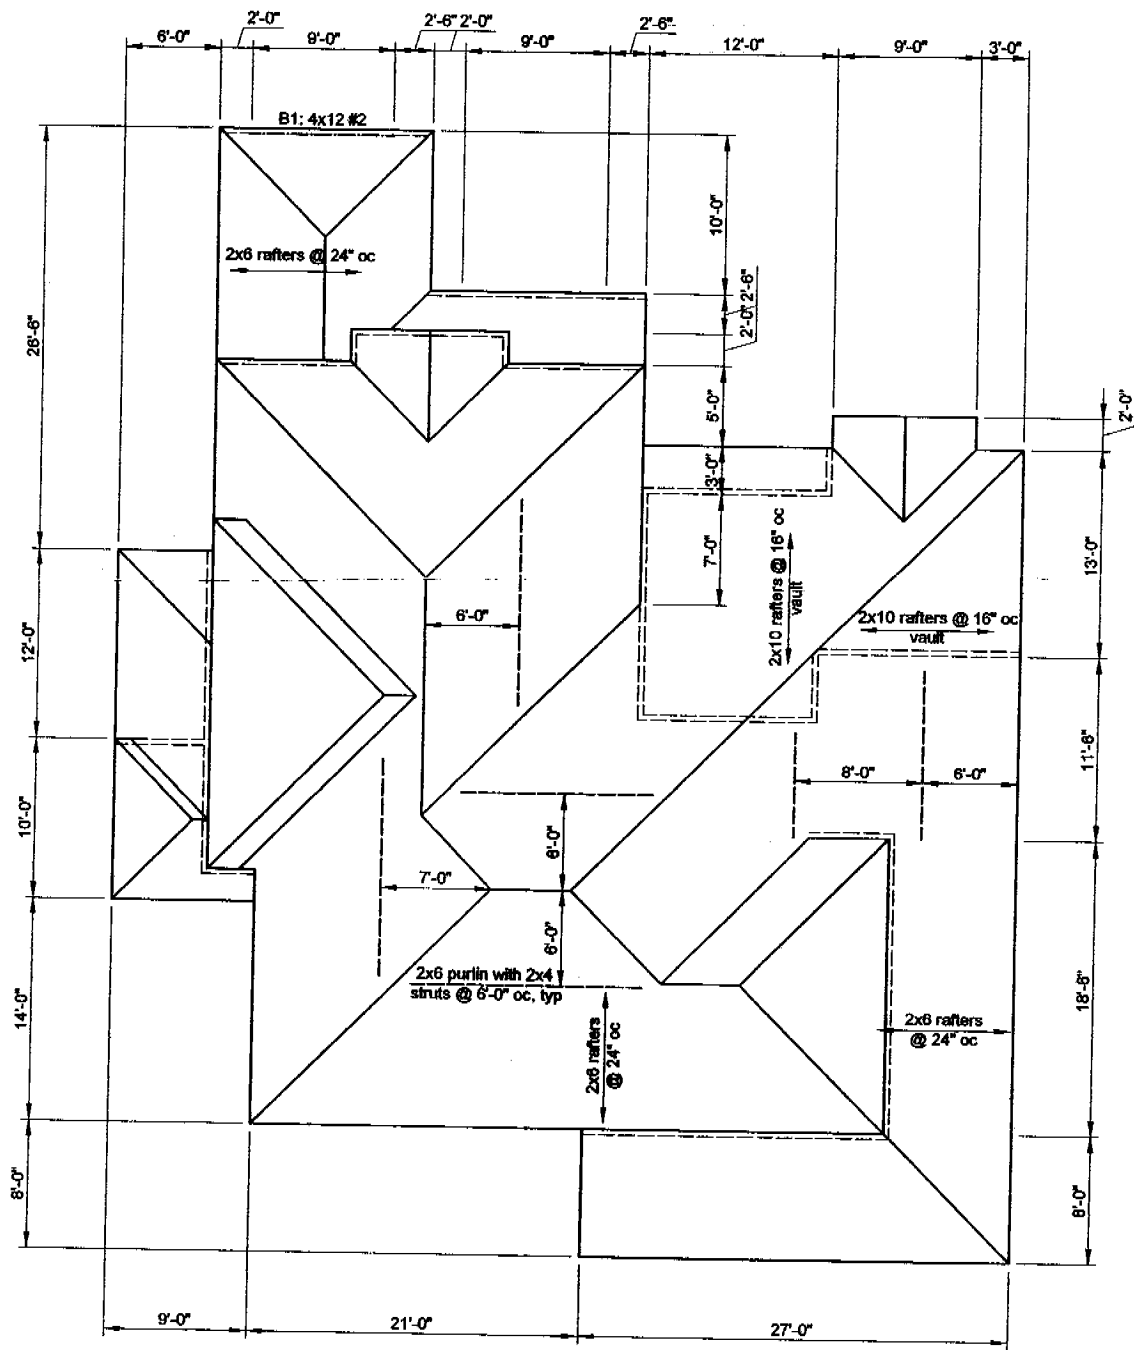 6'-0"
2'-0"
9'-0"
2'-6"
2'-0"
9'-0"
2'-6"
12'-0"
9'-0"
3'-0"
B1: 4x12 #2
26'-6"
10'-0"
2x6 rafters @ 24" oc
2'-6"
2'-0"
5'-0"
2'-0"
3'-0"
7'-0"
2x10 rafters @ 16" oc
vault
13'-0"
2x10 rafters @ 16" oc
vault
12'-0"
6'-0"
11'-6"
8'-0"
6'-0"
10'-0"
6'-0"
7'-0"
6'-0"
2x6 purlin with 2x4
struts @ 6'-0" oc, typ
14'-0"
18'-6"
2x6 rafters
@ 24" oc
2x6 rafters
@ 24" oc
8'-0"
8'-0"
9'-0"
21'-0"
27'-0"